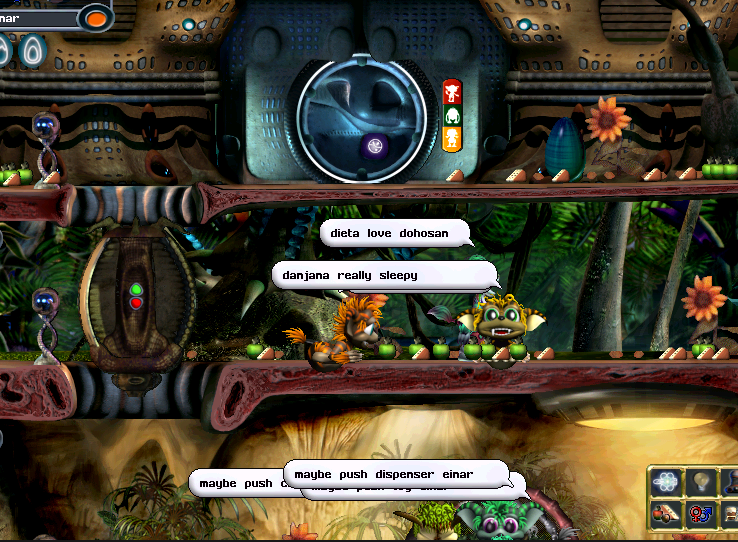 nar
dieta love dohosan
danjana really sleepy
maybe push dispenser einar
maybe push